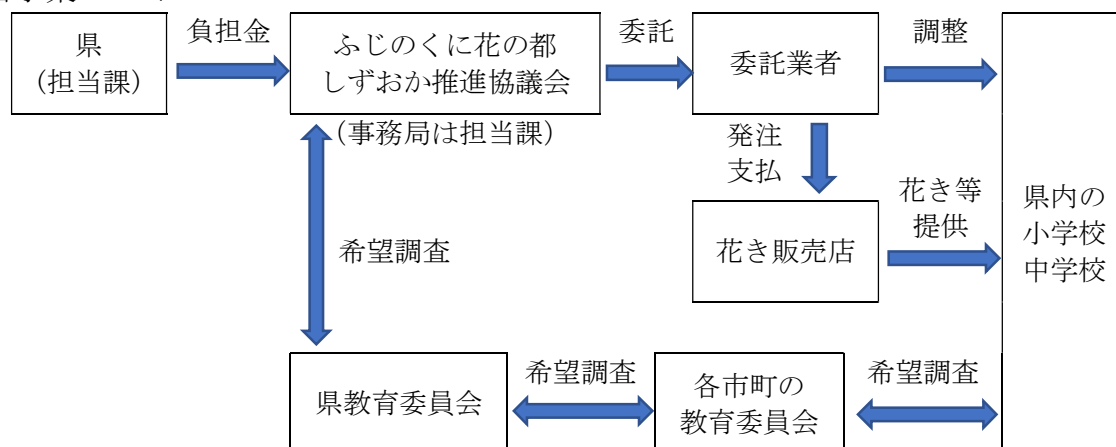 県
(担当課)
負担金
ふじのくに花の都
しずおか推進協議会
(事務局は担当課)
委託
委託業者
調整
発注
支払
花き販売店
花き等
提供
県内の
小学校
中学校
希望調査
県教育委員会
希望調査
各市町の
教育委員会
希望調査